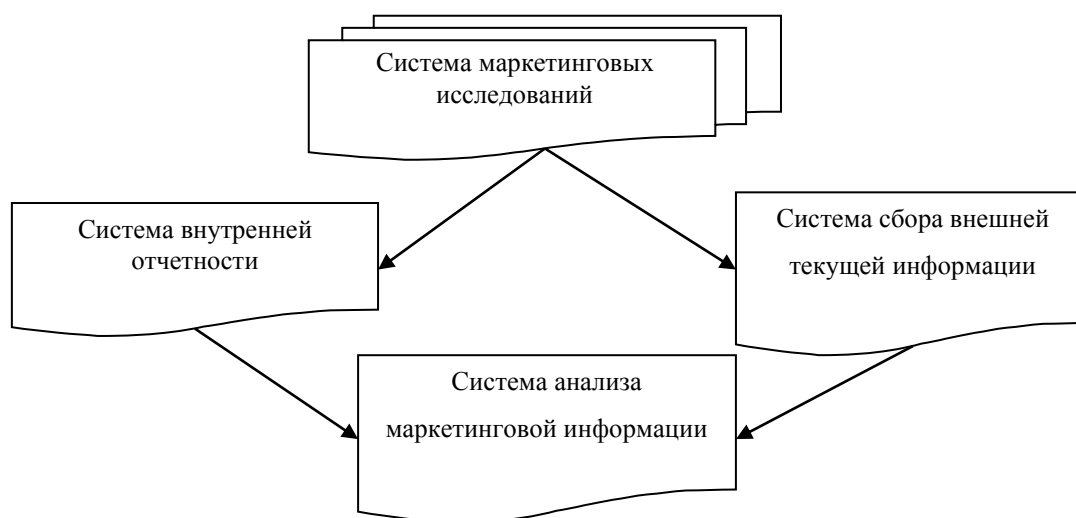 Система маркетинговых
исследований
Система внутренней
отчетности
Система сбора внешней
текущей информации
Система анализа
маркетинговой информации